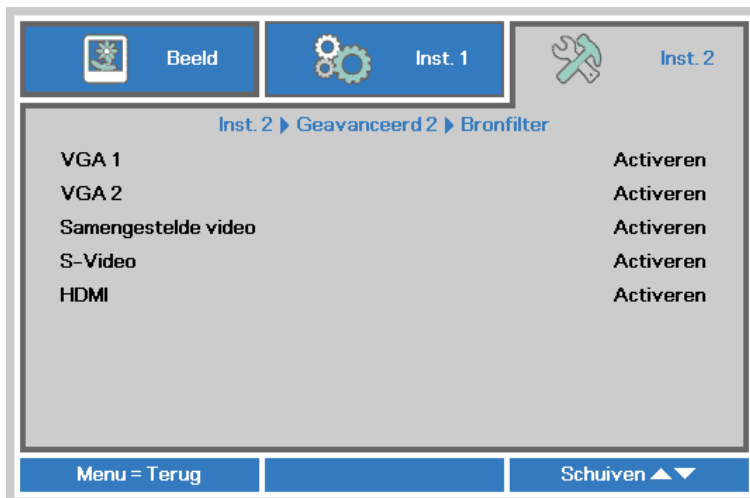 Beeld
Inst. 1
Inst. 2
Inst. 2 ▶ Geavanceerd 2 ▶ Bronfilter
VGA 1 Activeren
VGA 2 Activeren
Samengestelde video Activeren
S-Video Activeren
HDMI Activeren
Menu = Terug
Schuiven ▲▼